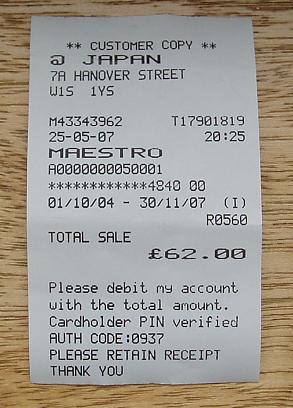 ** CUSTOMER COPY **
@ JAPAN
7A HANOVER STREET
W1S 1YS
M43343962 T17901819
25-05-07 20:25
MAESTRO
A00000000050001
************4840 00
01/10/04 - 30/11/07 (I)
R0560
TOTAL SALE
£62.00
Please debit my account
with the total amount.
Cardholder PIN verified
AUTH CODE:0937
PLEASE RETAIN RECEIPT
THANK YOU